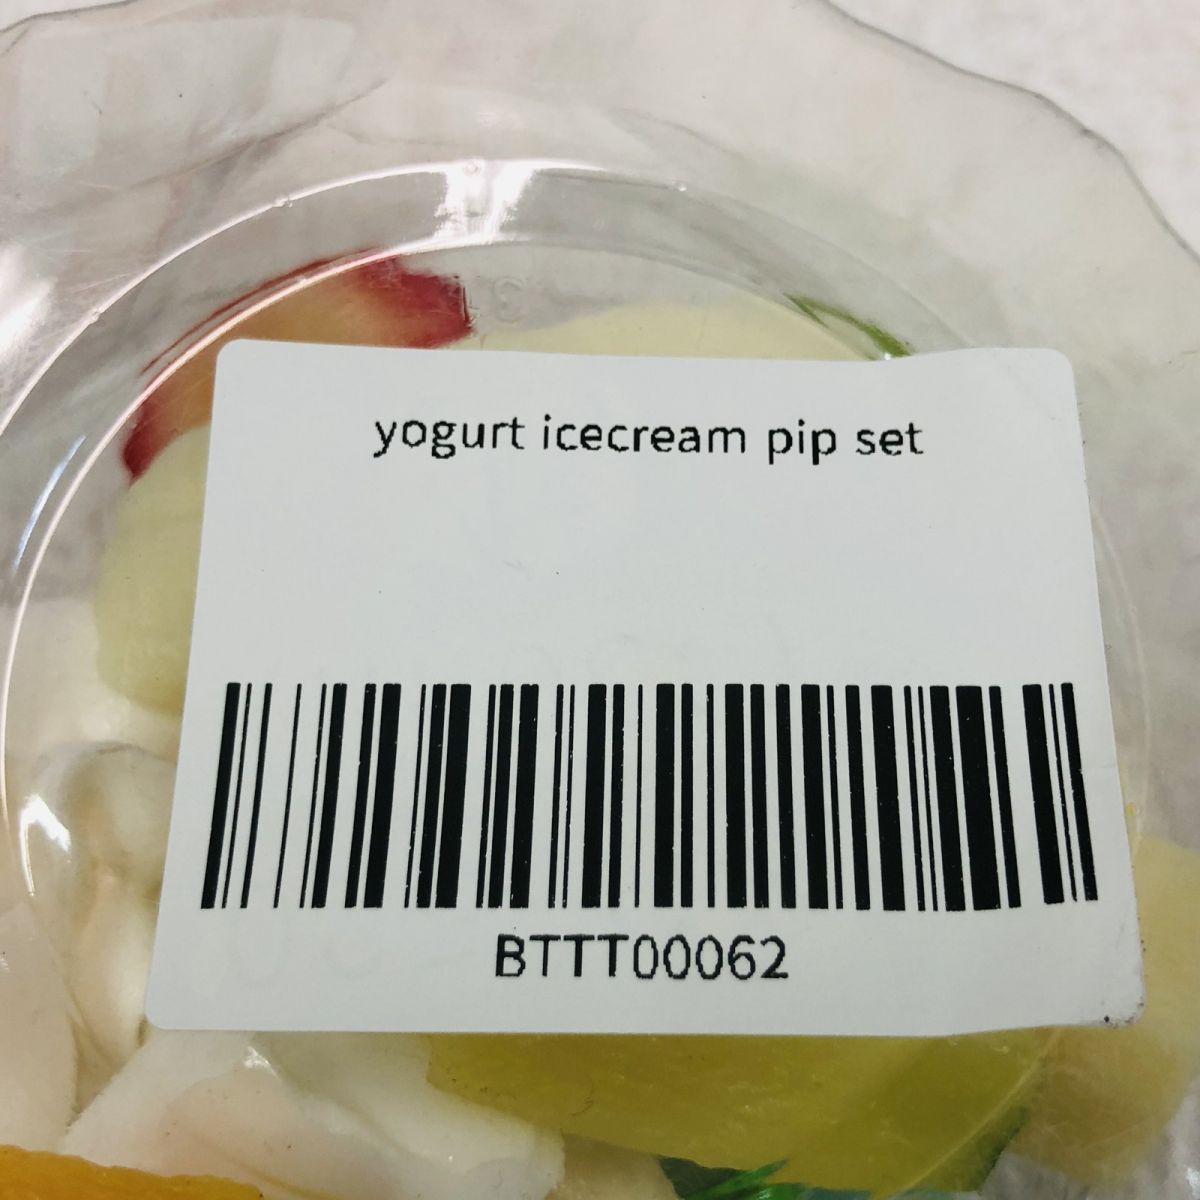 yogurt icecream pip set
BTTT00062